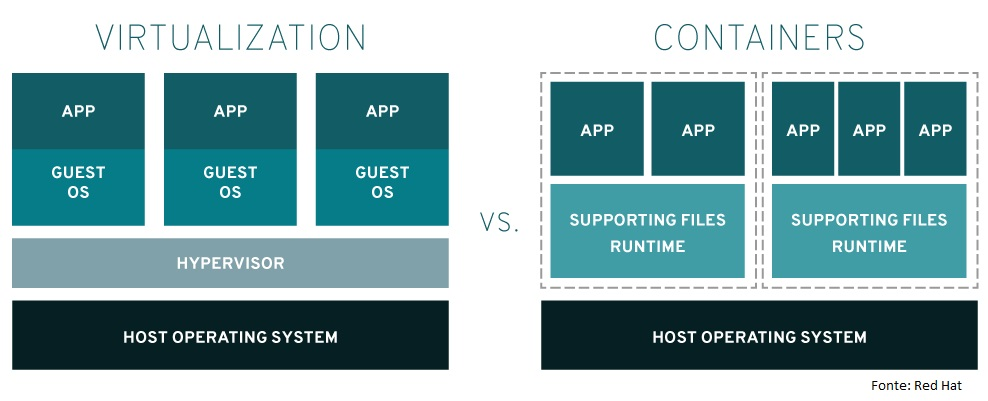 VIRTUALIZATION
APP
APP
APP
GUEST
OS
GUEST
OS
GUEST
OS
HYPERVISOR
HOST OPERATING SYSTEM
VS.
CONTAINERS
APP
APP
SUPPORTING FILES
RUNTIME
APP
APP
APP
SUPPORTING FILES
RUNTIME
HOST OPERATING SYSTEM
Fonte: Red Hat